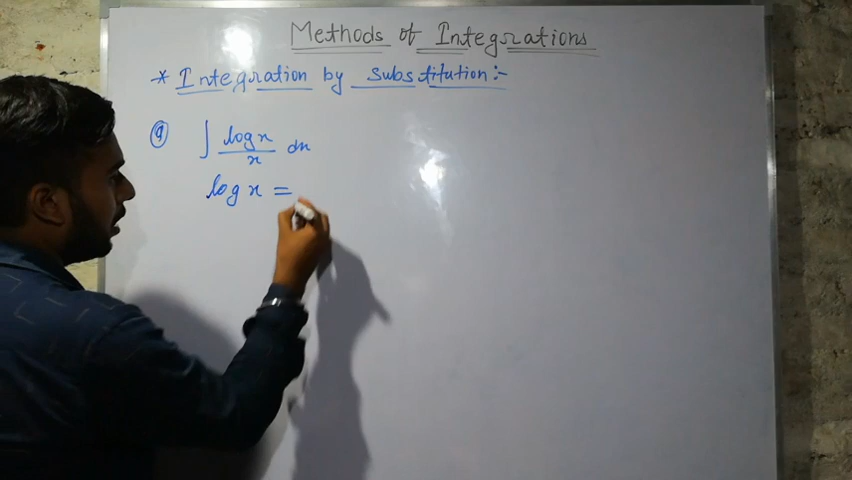 Methods of Integrations
* Integration by Substitution:-
Q ∫ log x / x dx
log x =